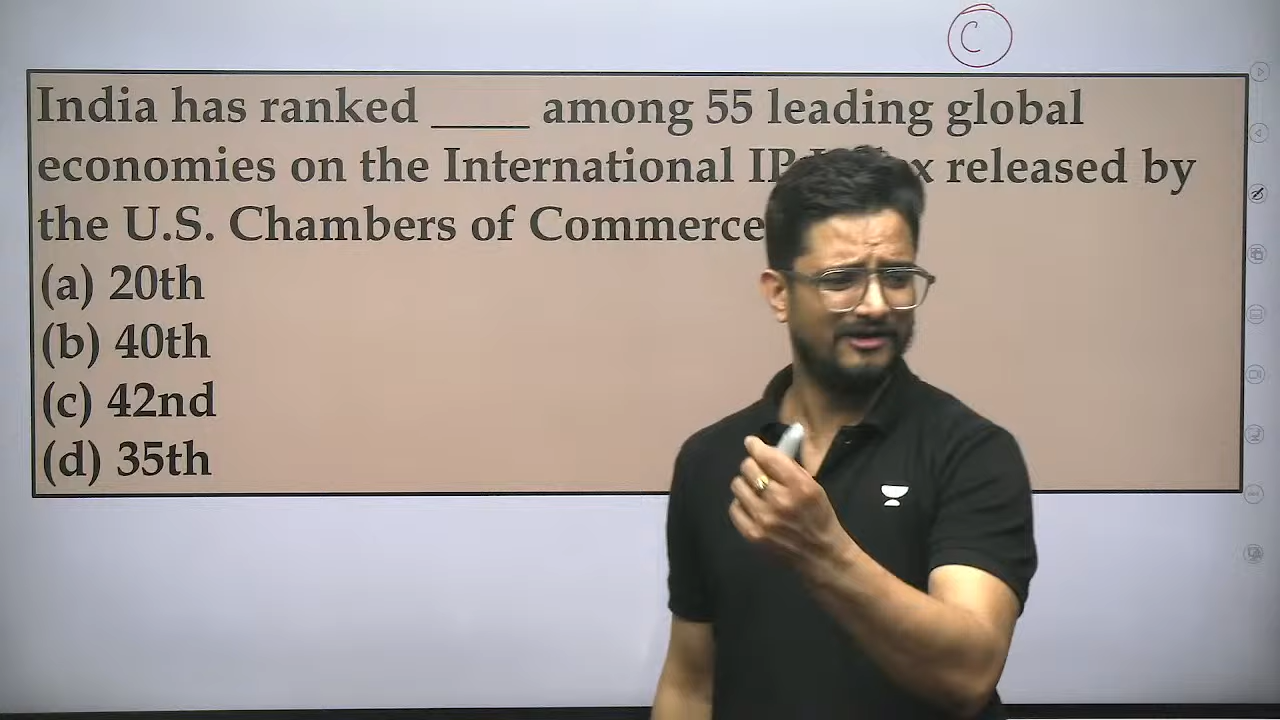 C
India has ranked ____ among 55 leading global
economies on the International released by
the U.S. Chambers of Commerce
(a) 20th
(b) 40th
(c) 42nd
(d) 35th